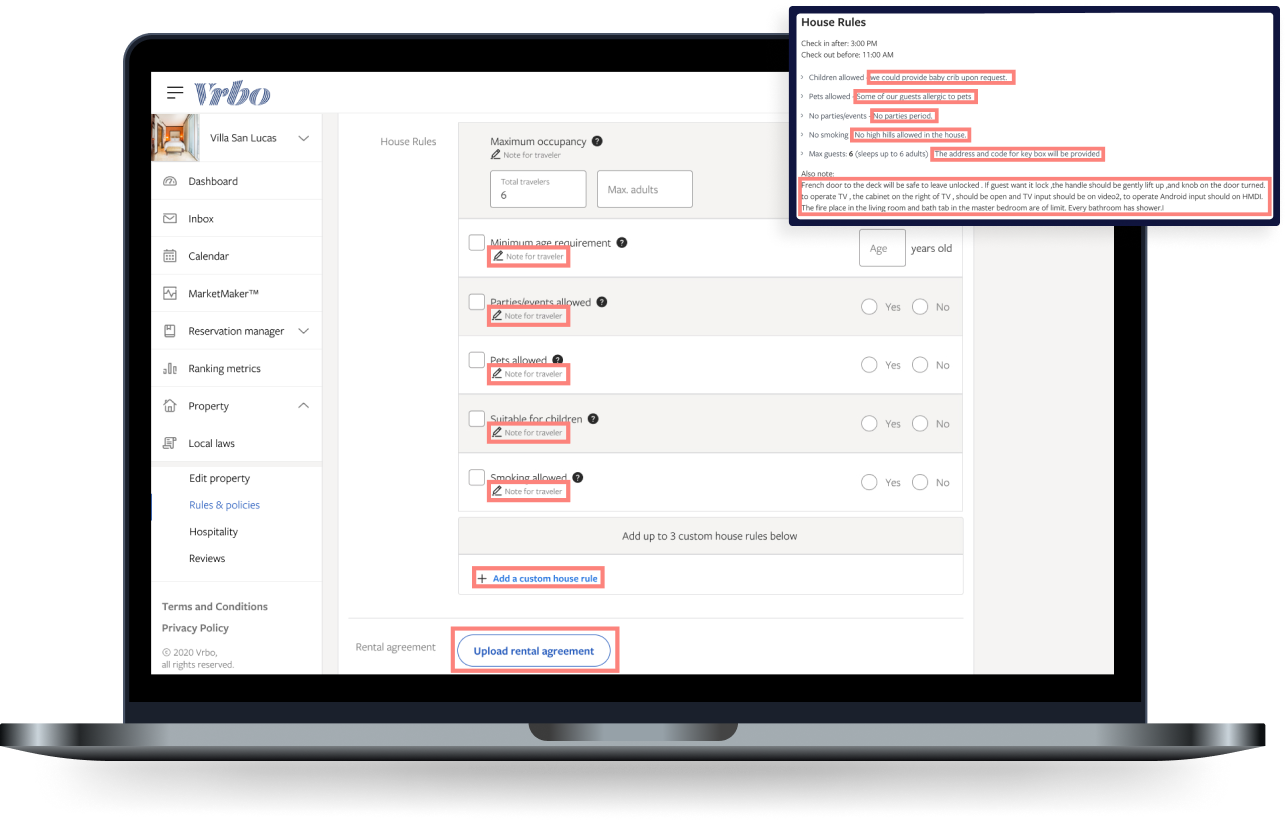 House Rules
Check in after: 3:00 PM
Check out before: 11:00 AM
Children allowed - we could provide baby crib upon request.
Pets allowed - Some of our guests allergic to pets
No parties/events - No parties period.
No smoking - No high hills allowed in the house.
Max guests: 6 (sleeps up to 6 adults) The address and code for key box will be provided
Also note:
French door to the deck will be safe to leave unlocked . If guest want it lock ,the handle should be gently lift up ,and knob on the door turned.
to operate TV , the cabinet on the right of TV , should be open and TV input should be on video2, to operate Android input should on HMDI.
The fire place in the living room and bath tab in the master bedroom are of limit. Every bathroom has shower.l
Vrbo
Villa San Lucas
Dashboard
Inbox
Calendar
MarketMaker™
Reservation manager
Ranking metrics
Property
Local laws
Edit property
Rules & policies
Hospitality
Reviews
Terms and Conditions
Privacy Policy
© 2020 Vrbo,
all rights reserved.
House Rules
Maximum occupancy ?
Note for traveler
Total travelers
6
Max. adults
Minimum age requirement ?
Note for traveler
Age years old
Parties/events allowed ?
Note for traveler
Yes No
Pets allowed ?
Note for traveler
Yes No
Suitable for children ?
Note for traveler
Yes No
Smoking allowed ?
Note for traveler
Yes No
Add up to 3 custom house rules below
+ Add a custom house rule
Rental agreement
Upload rental agreement